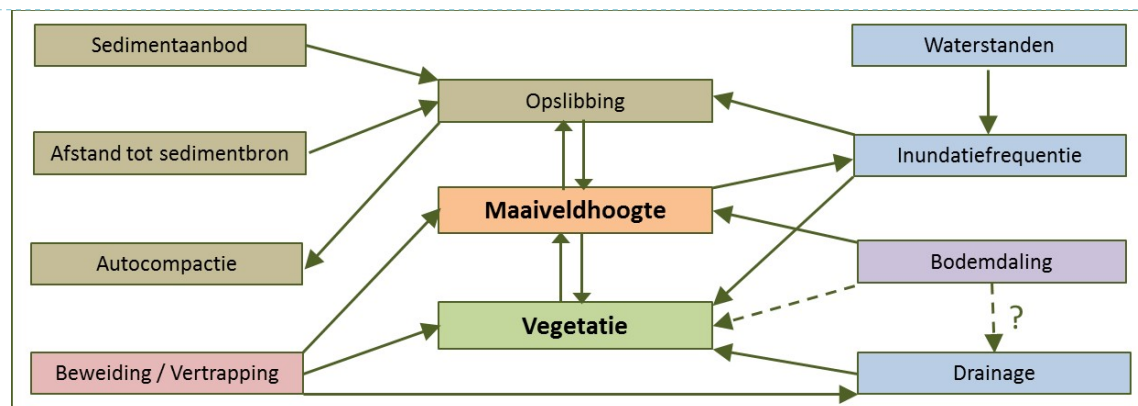 Sedimentaanbod
Waterstanden
Opslibbing
Afstand tot sedimentbron
Inundatiefrequentie
Maaiveldhoogte
Autocompactie
Bodemdaling
Vegetatie
?
Beweiding / Vertrapping
Drainage